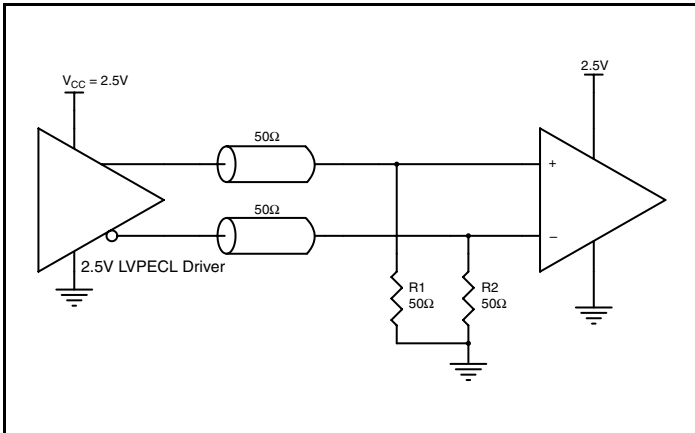 V_CC = 2.5V
2.5V
50Ω
50Ω
+
–
2.5V LVPECL Driver
R1
50Ω
R2
50Ω